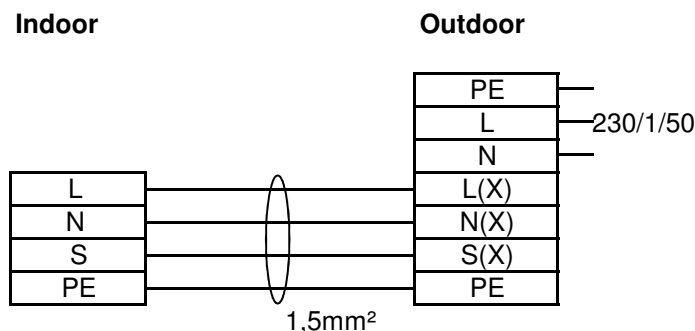 Indoor
Outdoor
PE
L
230/1/50
N
L
L(X)
N
N(X)
S
S(X)
PE
PE
1,5mm²